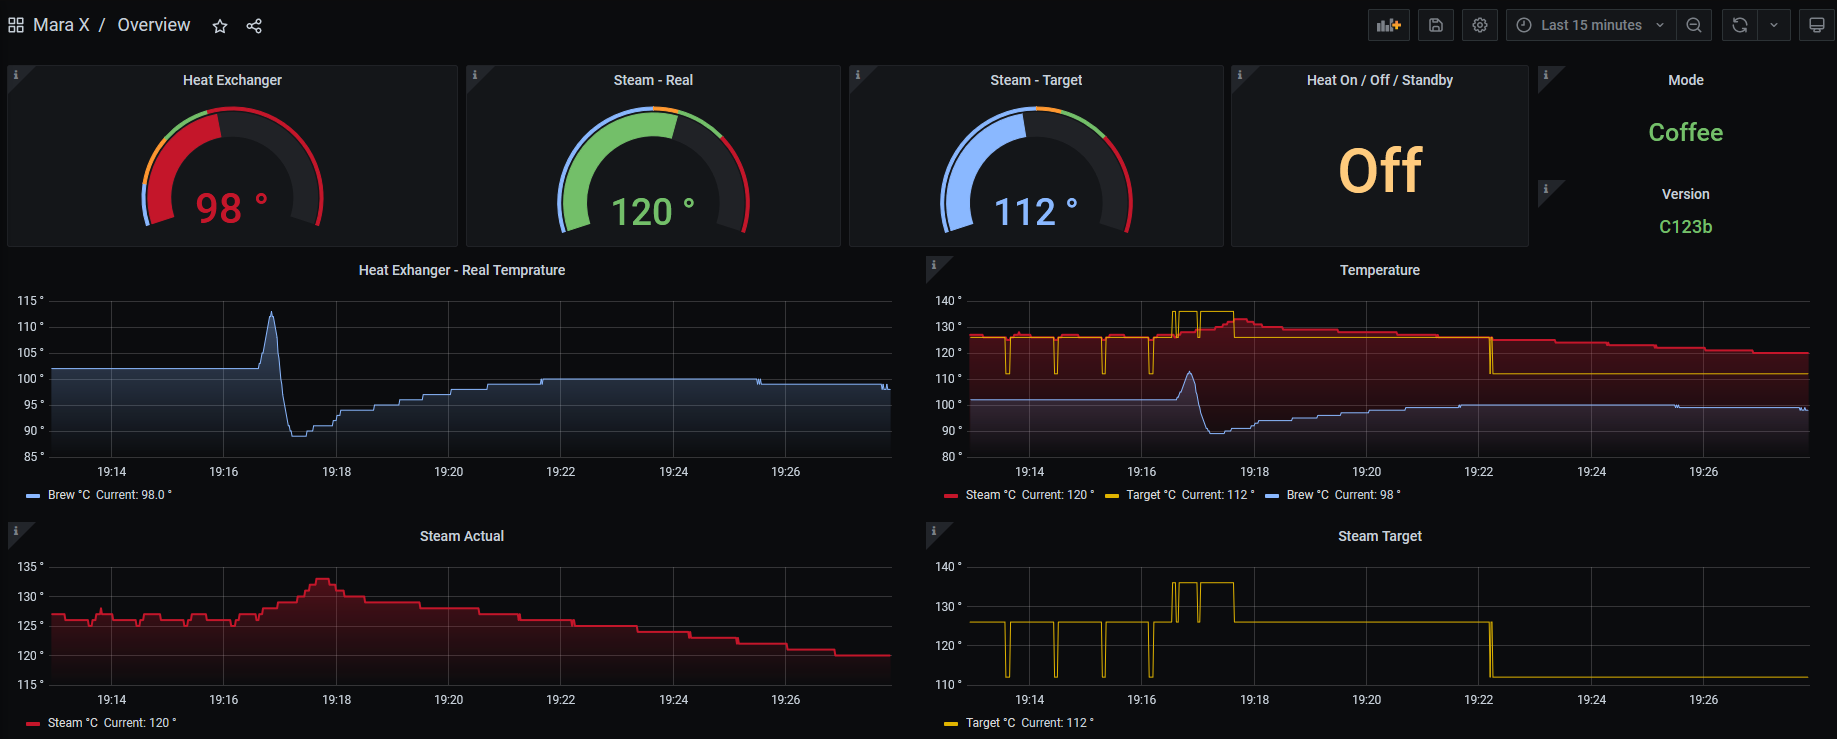 Mara X / Overview
Last 15 minutes
Heat Exchanger
98 °
Steam - Real
120 °
Steam - Target
112 °
Heat On / Off / Standby
Off
Mode
Coffee
Version
C123b
Heat Exhanger - Real Temprature
115 °
110 °
105 °
100 °
95 °
90 °
85 °
19:14 19:16 19:18 19:20 19:22 19:24 19:26
Brew °C Current: 98.0 °
Temperature
140 °
130 °
120 °
110 °
100 °
90 °
80 °
19:14 19:16 19:18 19:20 19:22 19:24 19:26
Steam °C Current: 120 ° Target °C Current: 112 ° Brew °C Current: 98 °
Steam Actual
135 °
130 °
125 °
120 °
115 °
19:14 19:16 19:18 19:20 19:22 19:24 19:26
Steam °C Current: 120 °
Steam Target
140 °
130 °
120 °
110 °
19:14 19:16 19:18 19:20 19:22 19:24 19:26
Target °C Current: 112 °